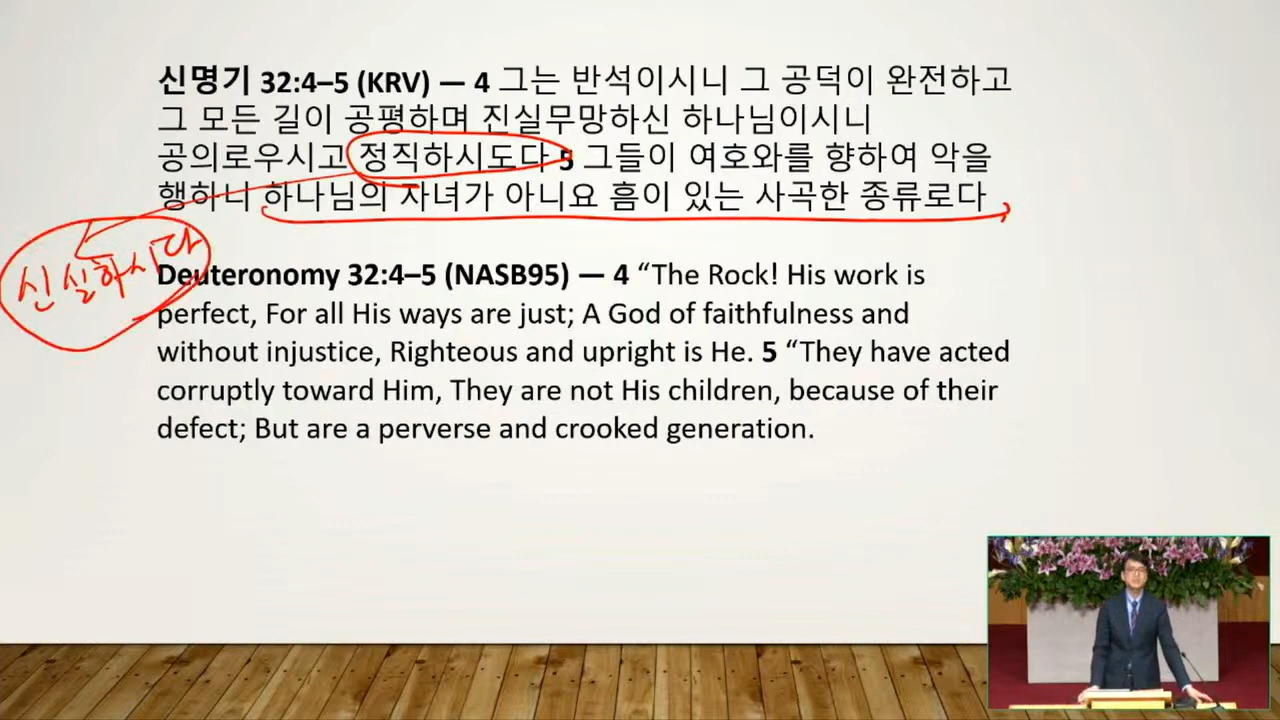 신명기 32:4–5 (KRV) — 4 그는 반석이시니 그 공덕이 완전하고
그 모든 길이 공평하며 진실무망하신 하나님이시니
공의로우시고 정직하시도다 5 그들이 여호와를 향하여 악을
행하니 하나님의 자녀가 아니요 흠이 있는 사곡한 종류로다
신실하시다
Deuteronomy 32:4–5 (NASB95) — 4 “The Rock! His work is
perfect, For all His ways are just; A God of faithfulness and
without injustice, Righteous and upright is He. 5 “They have acted
corruptly toward Him, They are not His children, because of their
defect; But are a perverse and crooked generation.